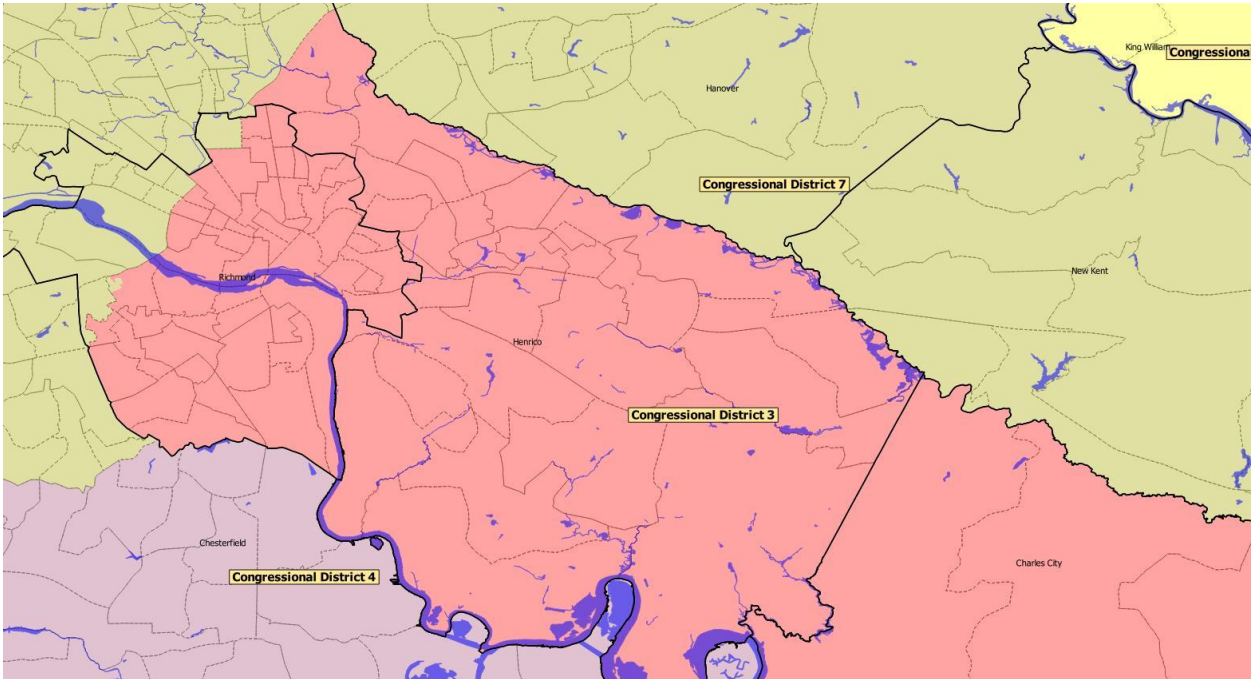 King William
Congressional
Hanover
Congressional District 7
New Kent
Richmond
Henrico
Congressional District 3
Chesterfield
Congressional District 4
Charles City